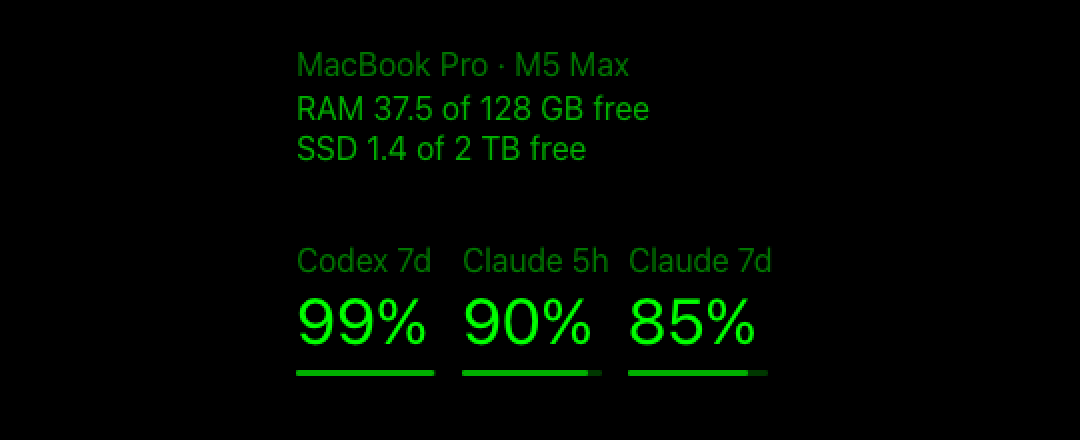 MacBook Pro · M5 Max
RAM 37.5 of 128 GB free
SSD 1.4 of 2 TB free
Codex 7d Claude 5h Claude 7d
99% 90% 85%